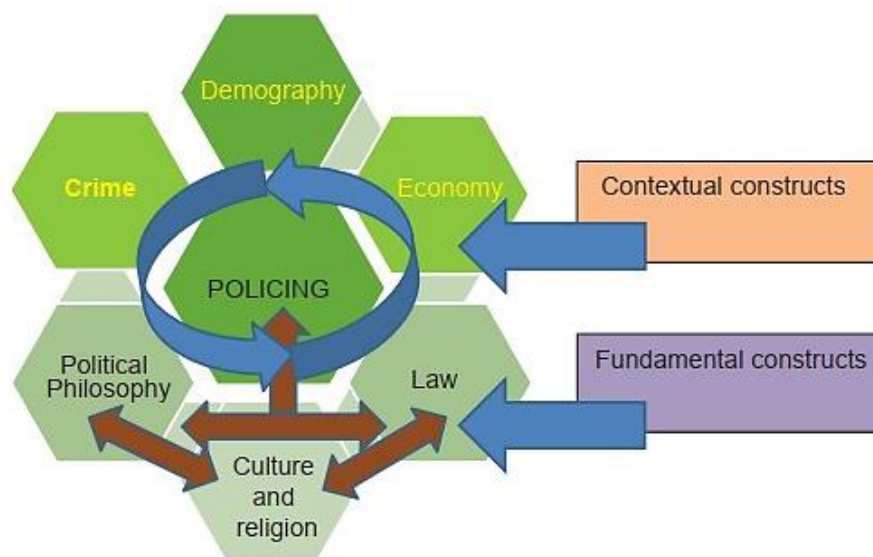 Demography
Crime
Economy
Contextual constructs
POLICING
Political
Philosophy
Law
Fundamental constructs
Culture
and
religion